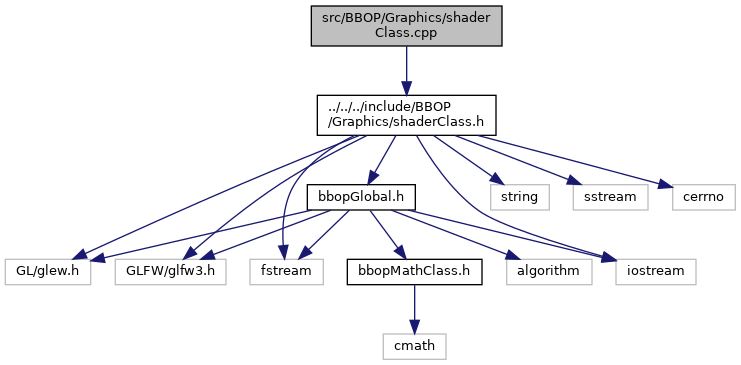 src/BBOP/Graphics/shader
Class.cpp
../../../include/BBOP
/Graphics/shaderClass.h
bbopGlobal.h
string
sstream
cerrno
GL/glew.h
GLFW/glfw3.h
fstream
bbopMathClass.h
algorithm
iostream
cmath